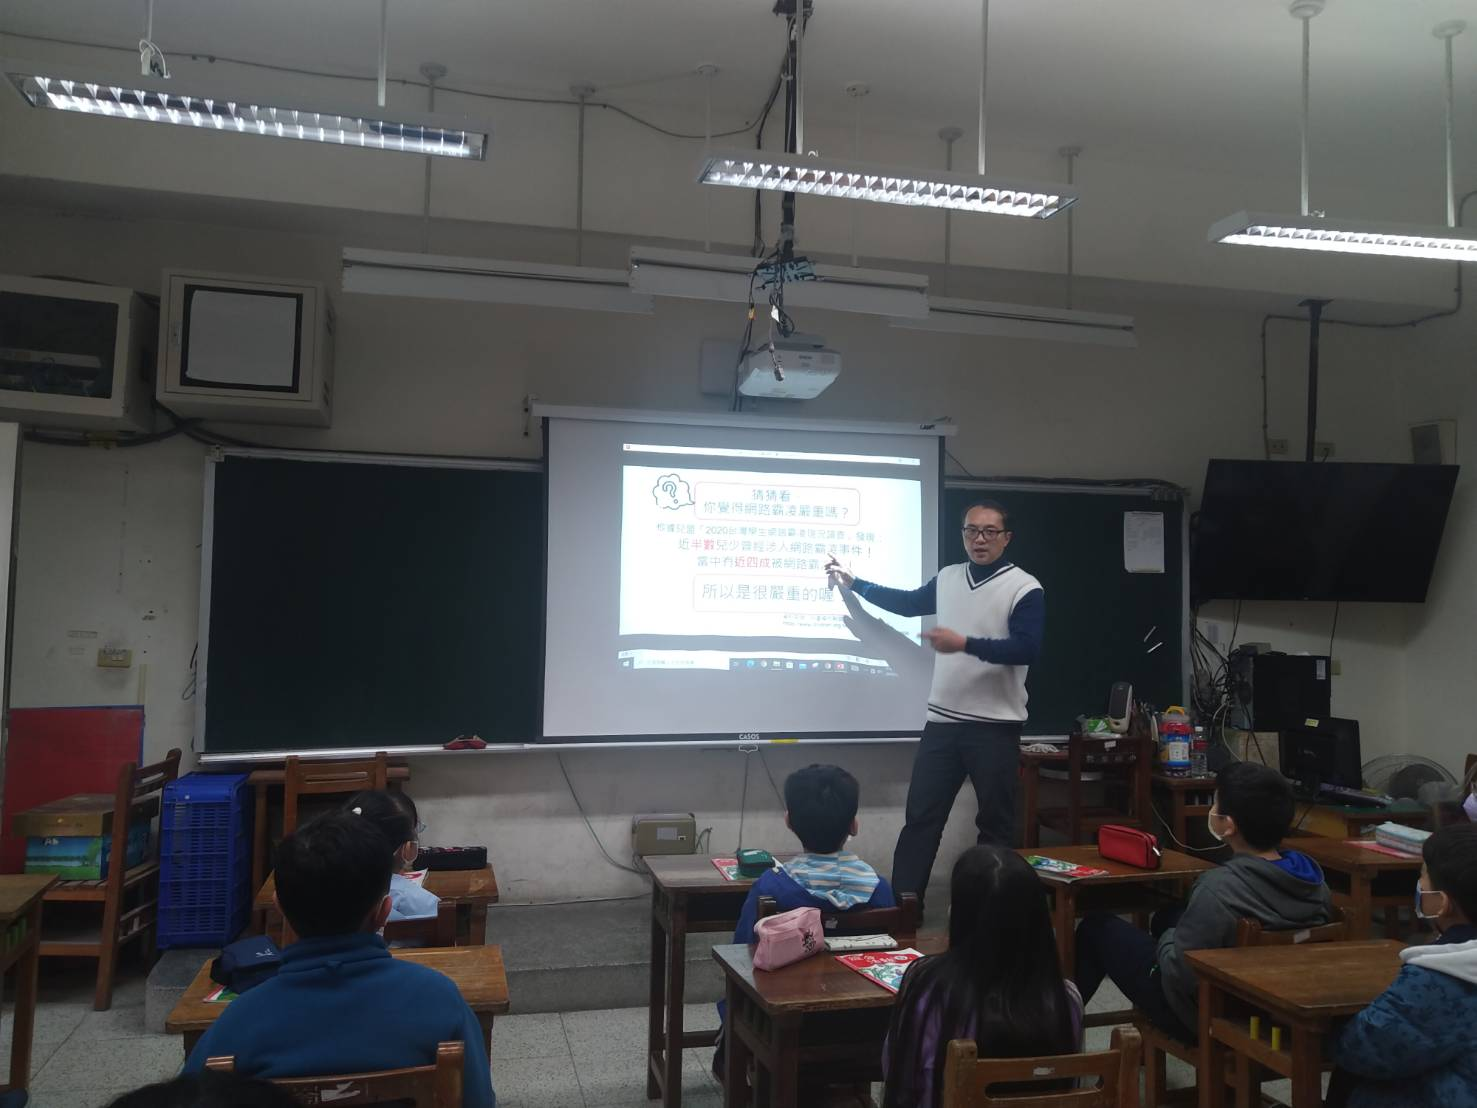 猜猜看
你覺得網路霸凌嚴重嗎？
根據兒盟「2020台灣學生網路霸凌現況調查」發現：
近半數兒少曾經涉入網路霸凌事件！
當中有近四成被網路霸
所以是很嚴重的喔
CASOS